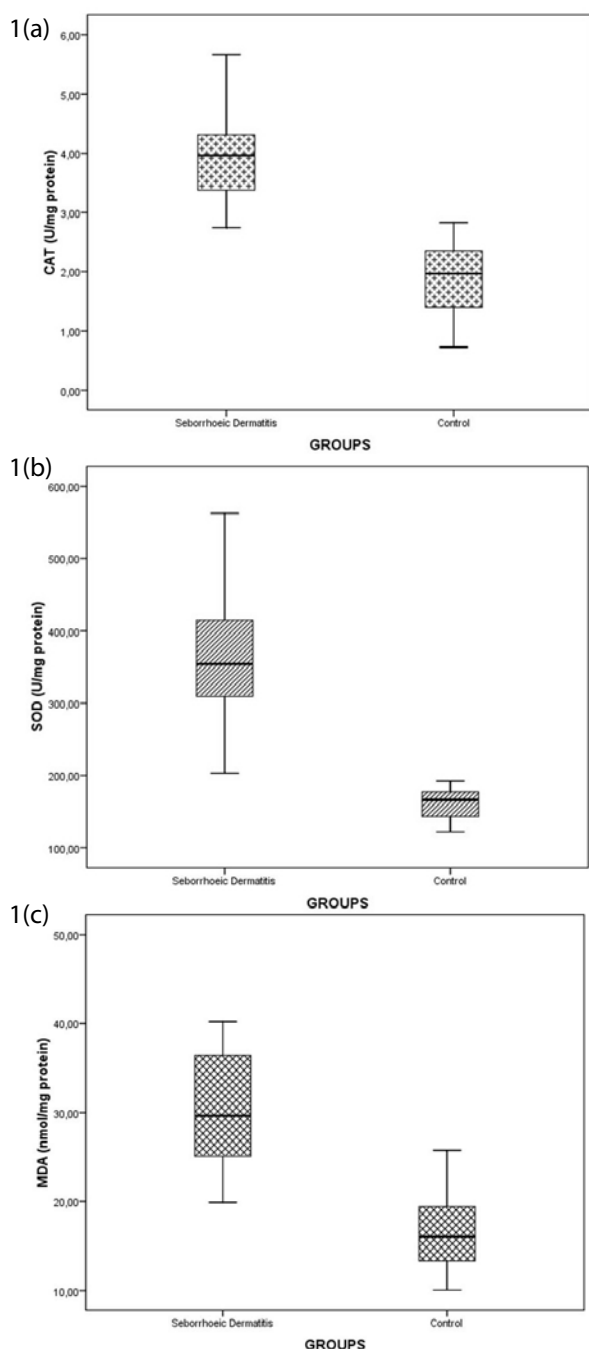 1(a)
6,00
5,00
4,00
3,00
2,00
1,00
0,00
CAT (U/mg protein)
Seborrhoeic Dermatitis Control
GROUPS
1(b)
600,00
500,00
400,00
300,00
200,00
100,00
SOD (U/mg protein)
Seborrhoeic Dermatitis Control
GROUPS
1(c)
50,00
40,00
30,00
20,00
10,00
MDA (nmol/mg protein)
Seborrhoeic Dermatitis Control
GROUPS